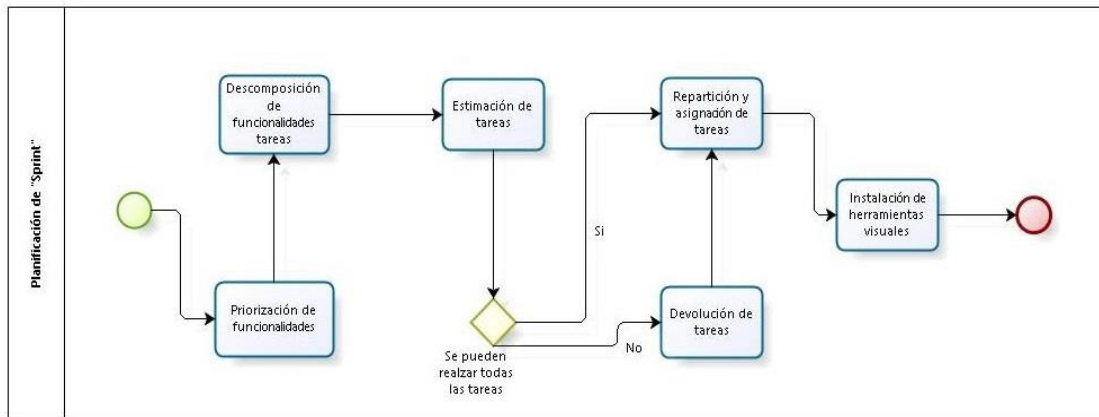 Planificación de "Sprint"
Descomposición
de
funcionalidades
tareas
Estimación de
tareas
Repartición y
asignación de
tareas
Instalación de
herramientas
visuales
Si
Priorización de
funcionalidades
Devolución de
tareas
No
Se pueden
realzar todas
las tareas